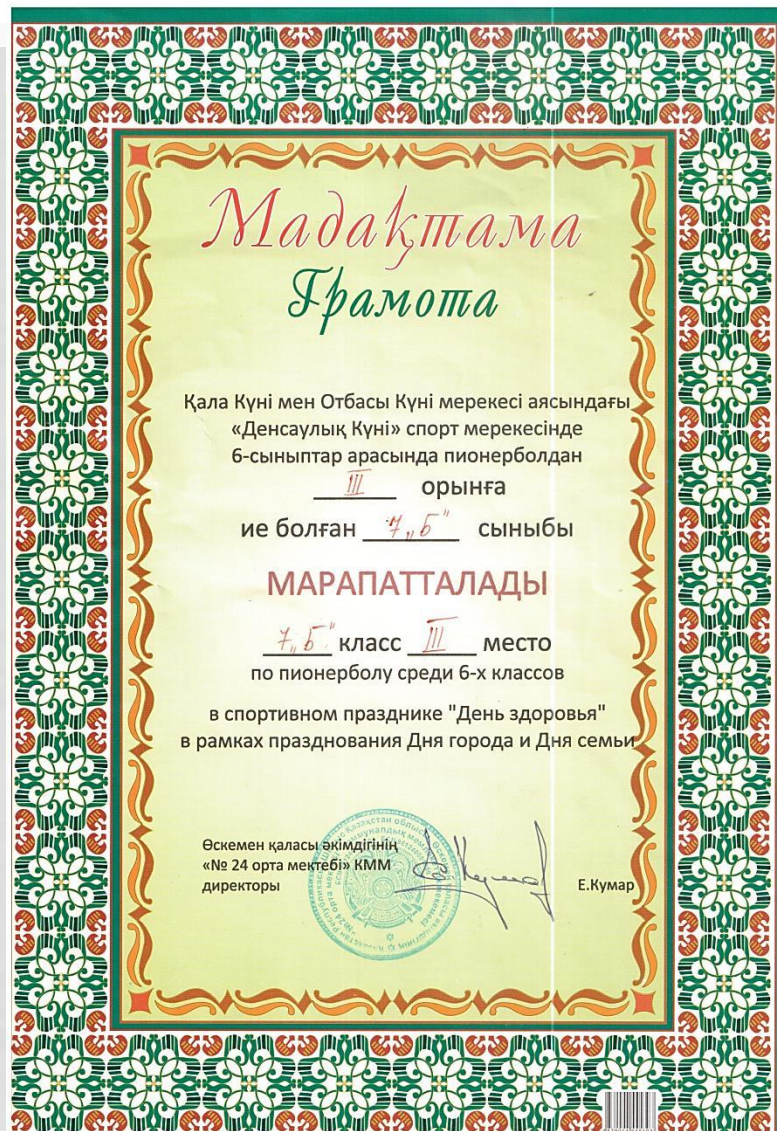 Мадақтама
Грамота
Қала Күні мен Отбасы Күні мерекесі аясындағы
«Денсаулық Күні» спорт мерекесінде
6-сыныптар арасында пионерболдан
III орынға
ие болған 7„Б" сыныбы
МАРАПАТТАЛАДЫ
7„Б" класс III место
по пионерболу среди 6-х классов
в спортивном празднике "День здоровья"
в рамках празднования Дня города и Дня семьи
Өскемен қаласы әкімдігінің
«№ 24 орта мектебі» КММ
директоры
Е.Кумар